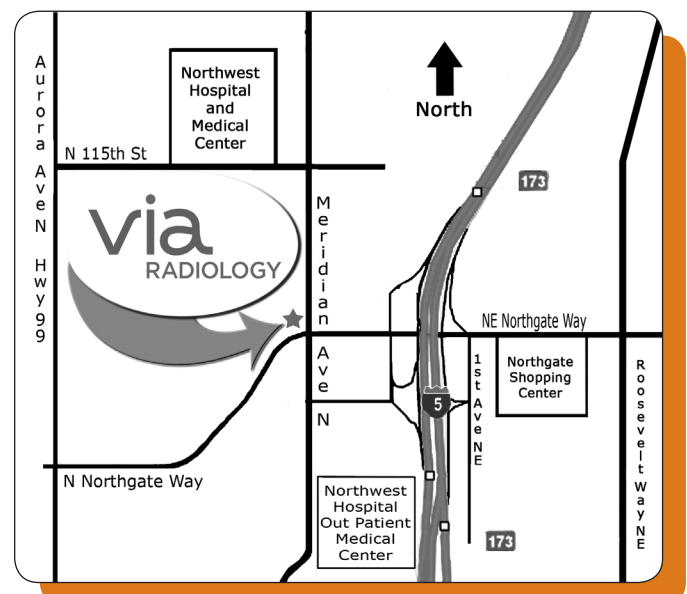 Aurora Ave N Hwy 99
Northwest
Hospital
and
Medical
Center
North
N 115th St
173
via
RADIOLOGY
Meridian Ave N
NE Northgate Way
1st Ave NE
Northgate
Shopping
Center
Roosevelt Way NE
5
N Northgate Way
Northwest
Hospital
Out Patient
Medical
Center
173